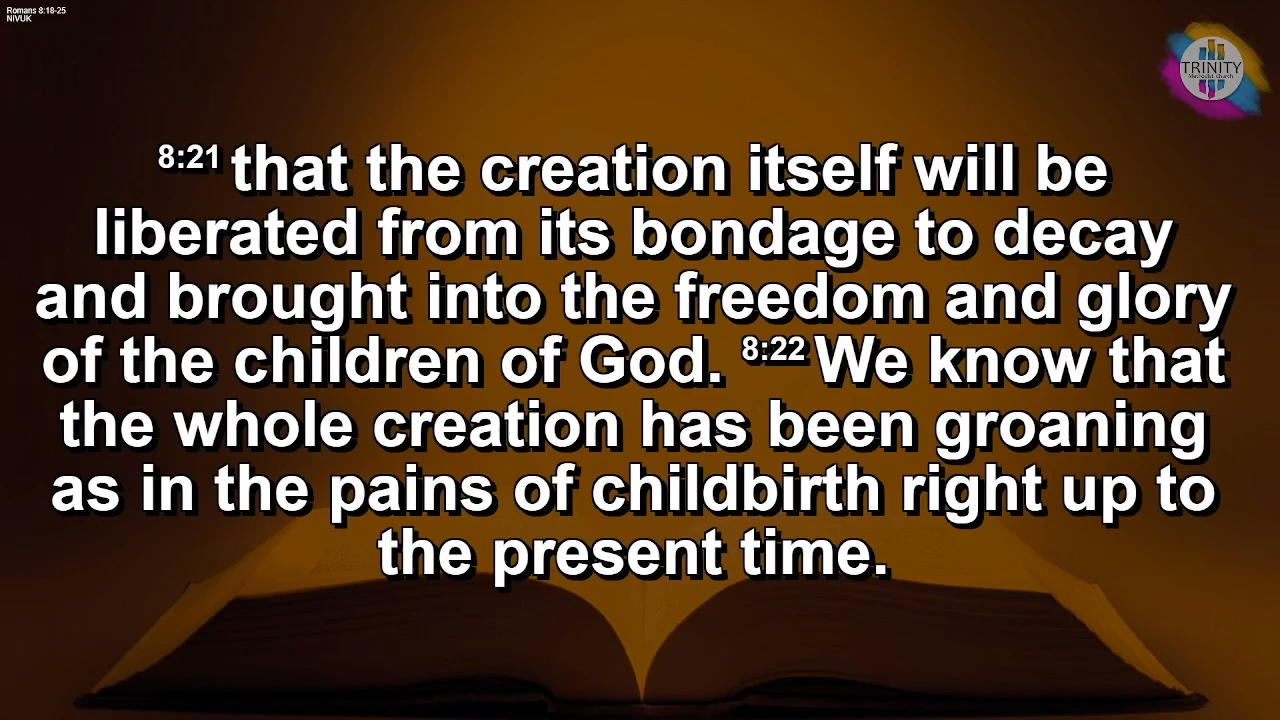 Romans 8:18-25
NIVUK
TRINITY
Methodist Church
8:21 that the creation itself will be
liberated from its bondage to decay
and brought into the freedom and glory
of the children of God. 8:22 We know that
the whole creation has been groaning
as in the pains of childbirth right up to
the present time.